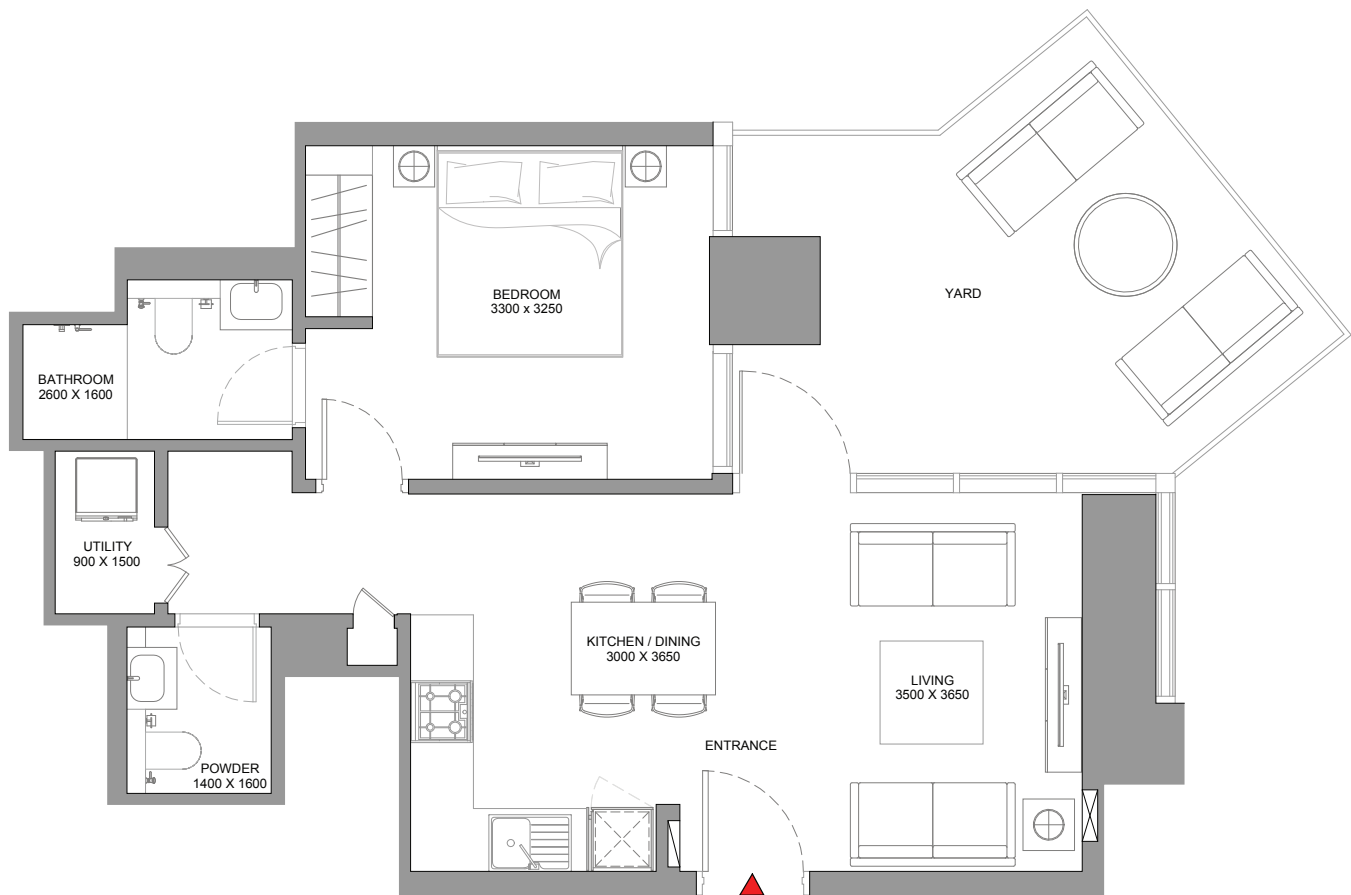 BEDROOM
3300 x 3250
YARD
BATHROOM
2600 X 1600
UTILITY
900 X 1500
KITCHEN / DINING
3000 X 3650
LIVING
3500 X 3650
ENTRANCE
POWDER
1400 X 1600